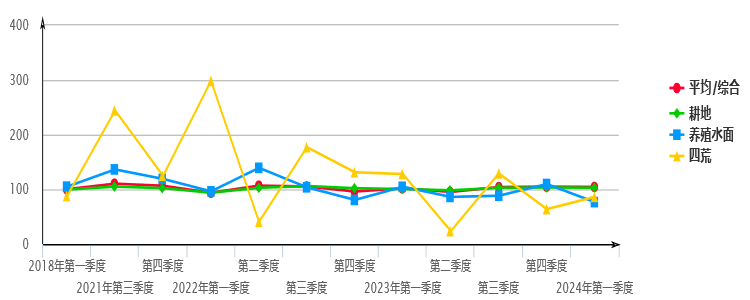 400
300
200
100
0
平均/综合
耕地
养殖水面
四荒
2018年第一季度 第四季度 第二季度 第四季度 第二季度 第四季度
2021年第三季度 2022年第一季度 第三季度 2023年第一季度 第三季度 2024年第一季度